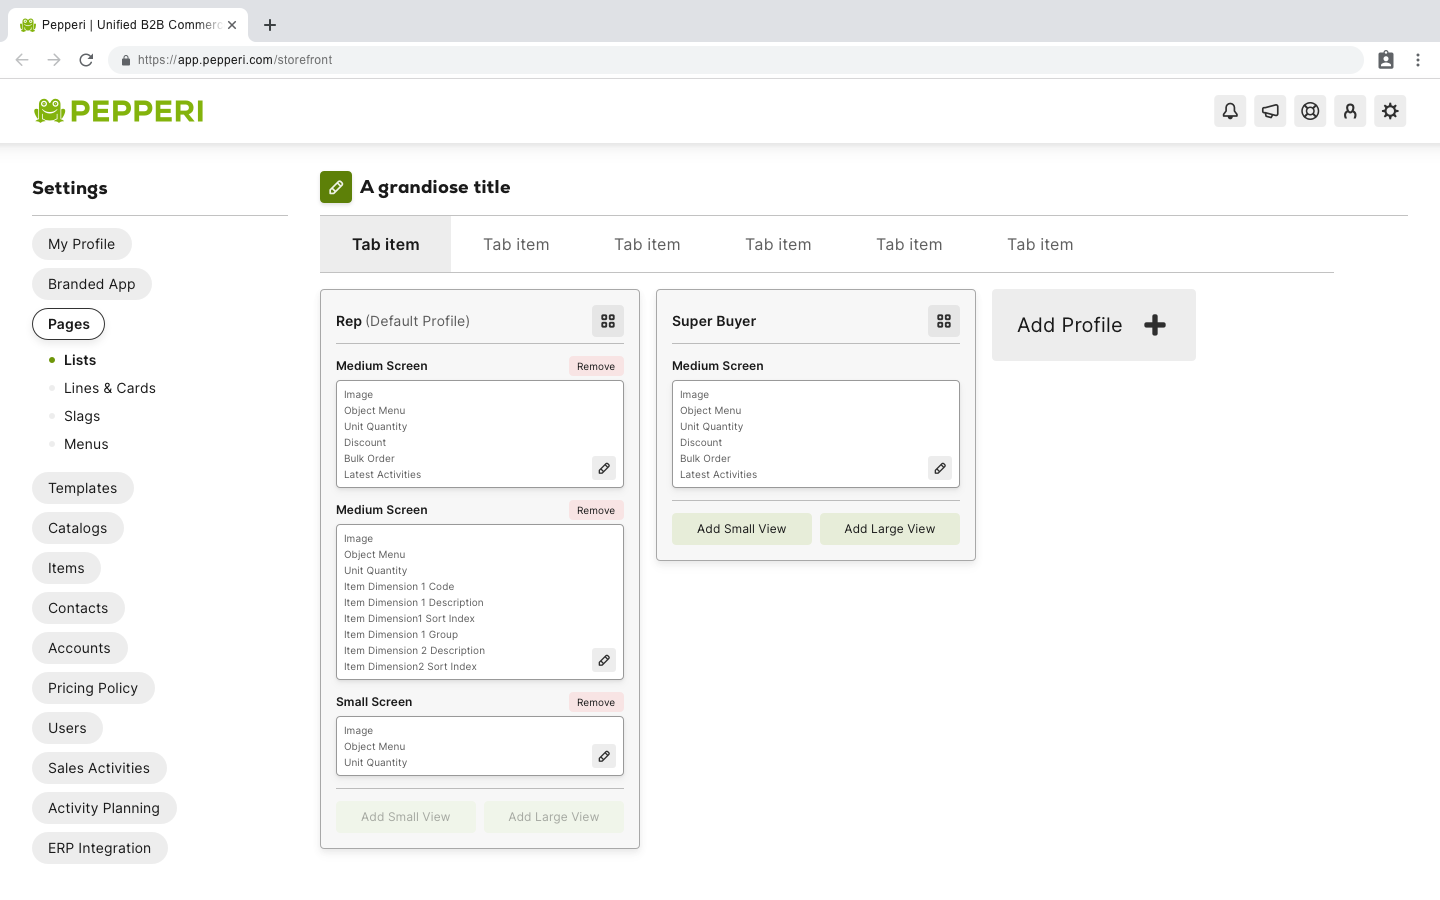 Pepperi | Unified B2B Commerc
https://app.pepperi.com/storefront
PEPPERI
Settings
My Profile
Branded App
Pages
Lists
Lines & Cards
Slags
Menus
Templates
Catalogs
Items
Contacts
Accounts
Pricing Policy
Users
Sales Activities
Activity Planning
ERP Integration
A grandiose title
Tab item
Tab item
Tab item
Tab item
Tab item
Tab item
Rep (Default Profile)
Medium Screen
Remove
Image
Object Menu
Unit Quantity
Discount
Bulk Order
Latest Activities
Medium Screen
Remove
Image
Object Menu
Unit Quantity
Item Dimension 1 Code
Item Dimension 1 Description
Item Dimension1 Sort Index
Item Dimension 1 Group
Item Dimension 2 Description
Item Dimension2 Sort Index
Small Screen
Remove
Image
Object Menu
Unit Quantity
Add Small View
Add Large View
Super Buyer
Medium Screen
Image
Object Menu
Unit Quantity
Discount
Bulk Order
Latest Activities
Add Small View
Add Large View
Add Profile